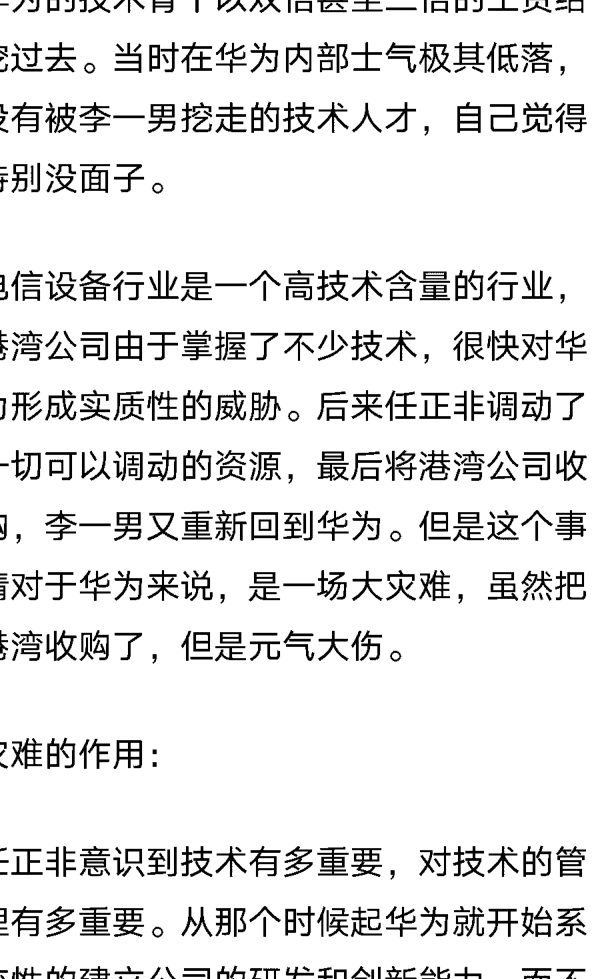 华为的技术骨干以双倍甚至三倍的工资给
挖过去。当时在华为内部士气极其低落，
没有被李一男挖走的技术人才，自己觉得
特别没面子。
电信设备行业是一个高技术含量的行业，
港湾公司由于掌握了不少技术，很快对华
为形成实质性的威胁。后来任正非调动了
一切可以调动的资源，最后将港湾公司收
购，李一男又重新回到华为。但是这个事
情对于华为来说，是一场大灾难，虽然把
港湾收购了，但是元气大伤。
灾难的作用：
任正非意识到技术有多重要，对技术的管
理有多重要。从那个时候起华为就开始系
统性的建立公司的研发和创新能力，而不